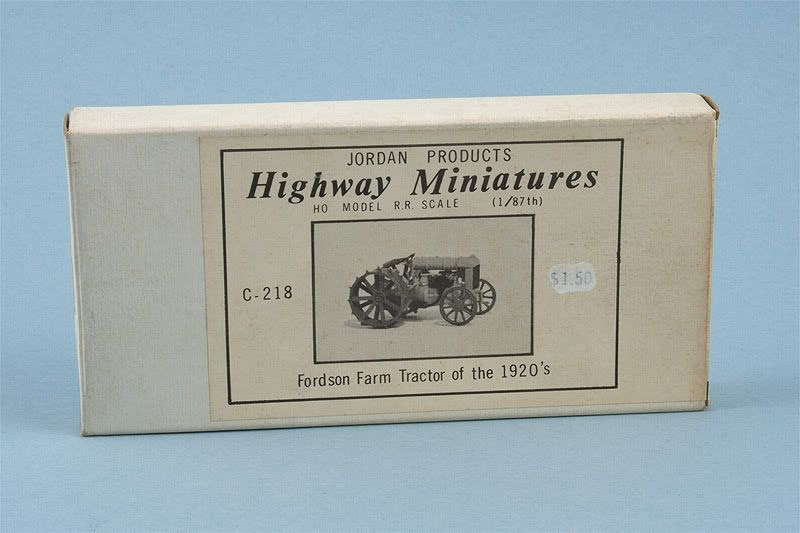 JORDAN PRODUCTS
Highway Miniatures
HO MODEL R.R. SCALE (1/87th)
C-218
$1.50
Fordson Farm Tractor of the 1920's